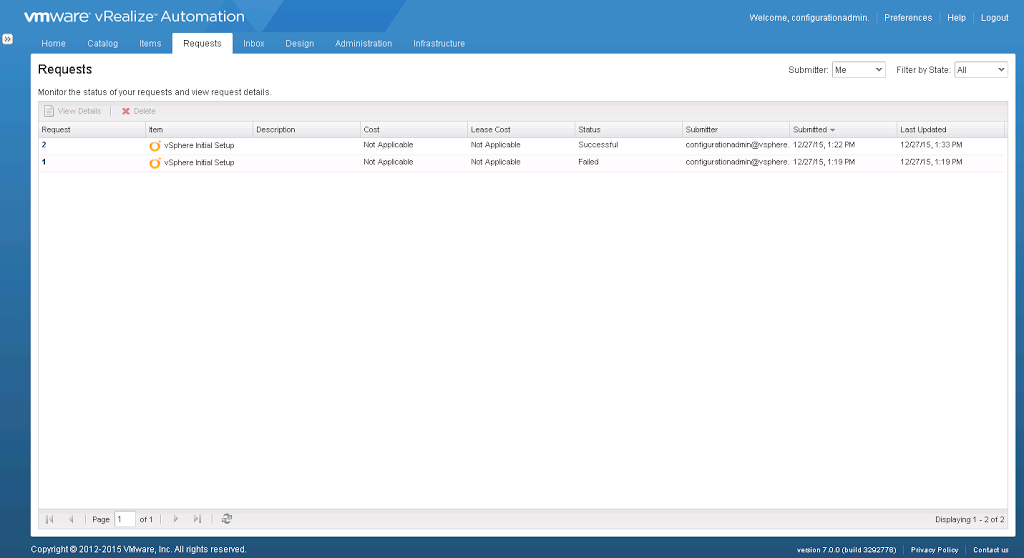 vmware® vRealize™ Automation
Welcome, configurationadmin. Preferences Help Logout
Home Catalog Items Requests Inbox Design Administration Infrastructure
Requests
Submitter: Me Filter by State: All
Monitor the status of your requests and view request details.
View Details Delete
Request Item Description Cost Lease Cost Status Submitter Submitted Last Updated
2 vSphere Initial Setup Not Applicable Not Applicable Successful configurationadmin@vsphere. 12/27/15, 1:22 PM 12/27/15, 1:33 PM
1 vSphere Initial Setup Not Applicable Not Applicable Failed configurationadmin@vsphere. 12/27/15, 1:19 PM 12/27/15, 1:19 PM
Page 1 of 1 Displaying 1 - 2 of 2
Copyright © 2012-2015 VMware, Inc. All rights reserved. version 7.0.0 (build 3292778) Privacy Policy Contact us